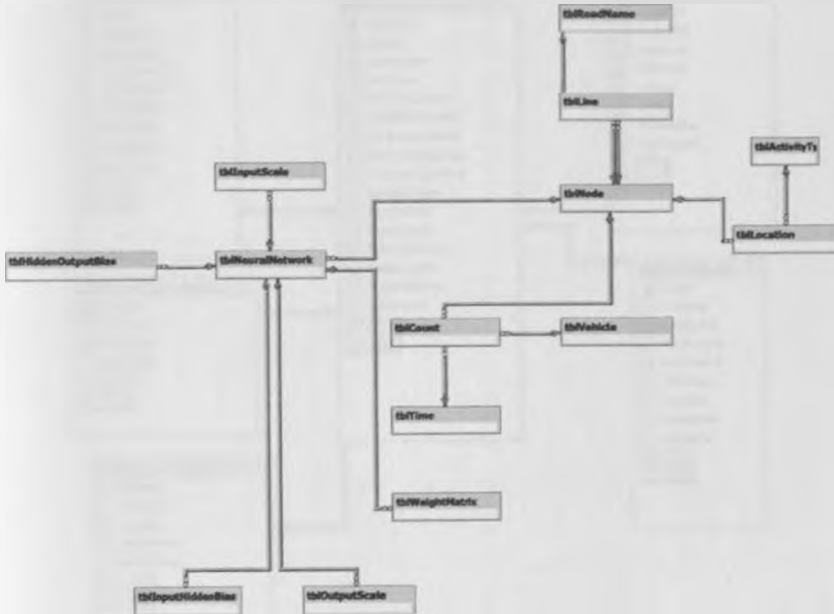 tblRoadName
tblLine
tblActivityTy
tblInputScale
tblNode
tblLocation
tblHiddenOutputBias
tblNeuralNetwork
tblCount
tblVehicle
tblTime
tblWeightMatrix
tblInputHiddenBias
tblOutputScale